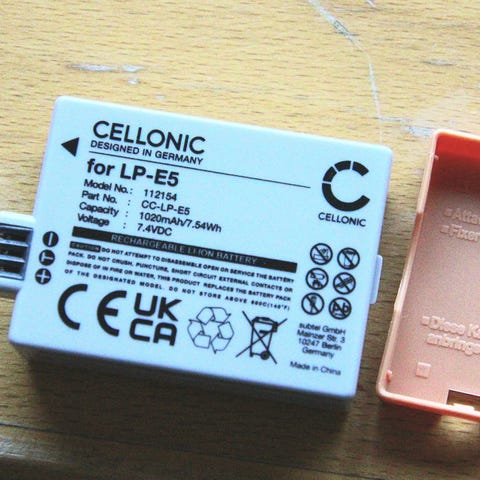 CELLONIC
DESIGNED IN GERMANY
for LP-E5
Model No.: 112154
Part No. : CC-LP-E5
Capacity : 1020mAh/7.54Wh
Voltage : 7.4VDC
CELLONIC
RECHARGEABLE LI-ION BATTERY
ATTEMPT TO DISASSEMBLE OPEN OR SERVICE THE BATTERY
PACK. DO NOT CRUSH, PUNCTURE, SHORT CIRCUIT EXTERNAL CONTACTS OR
DISPOSE OF IN FIRE OR WATER, THIS PRODUCT REPLACES THE BATTERY PACK
OF THE DESIGNATED MODEL. DO NOT STORE ABOVE 60°C(140°F)
CE
UK
CA
subtel GmbH
Mainzer Str. 3
10247 Berlin
Germany
Made in China
Fixer
Diese
anbring